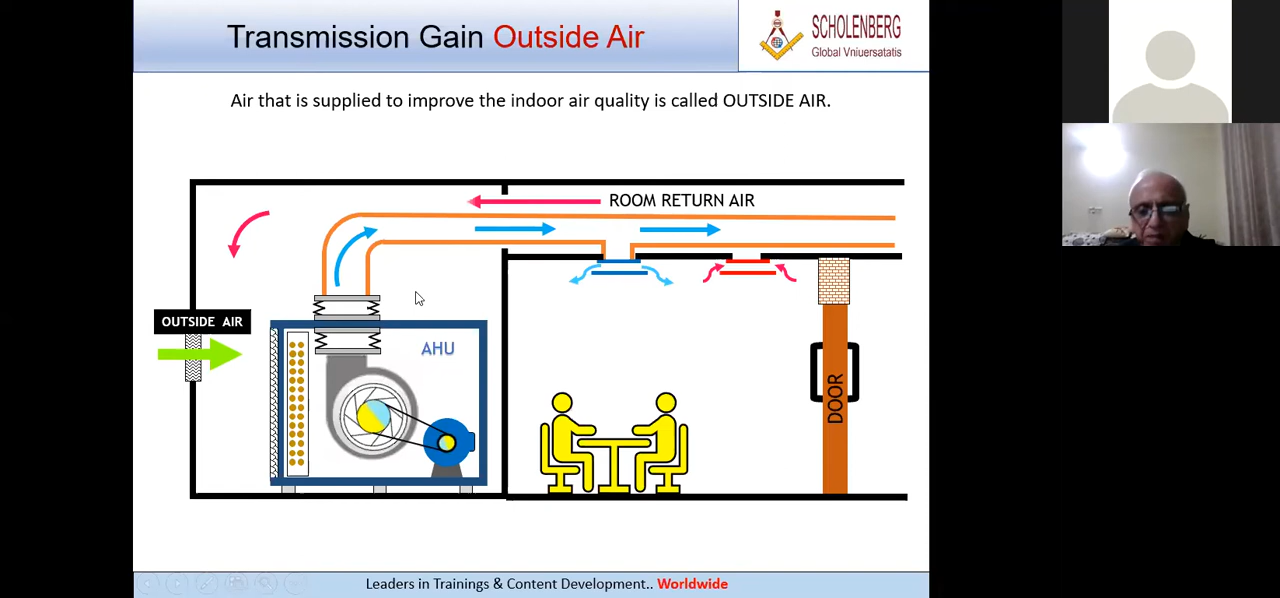 Transmission Gain Outside Air
SCHOLENBERG
Global Vniuersatatis
Air that is supplied to improve the indoor air quality is called OUTSIDE AIR.
ROOM RETURN AIR
OUTSIDE AIR
AHU
DOOR
Leaders in Trainings & Content Development.. Worldwide